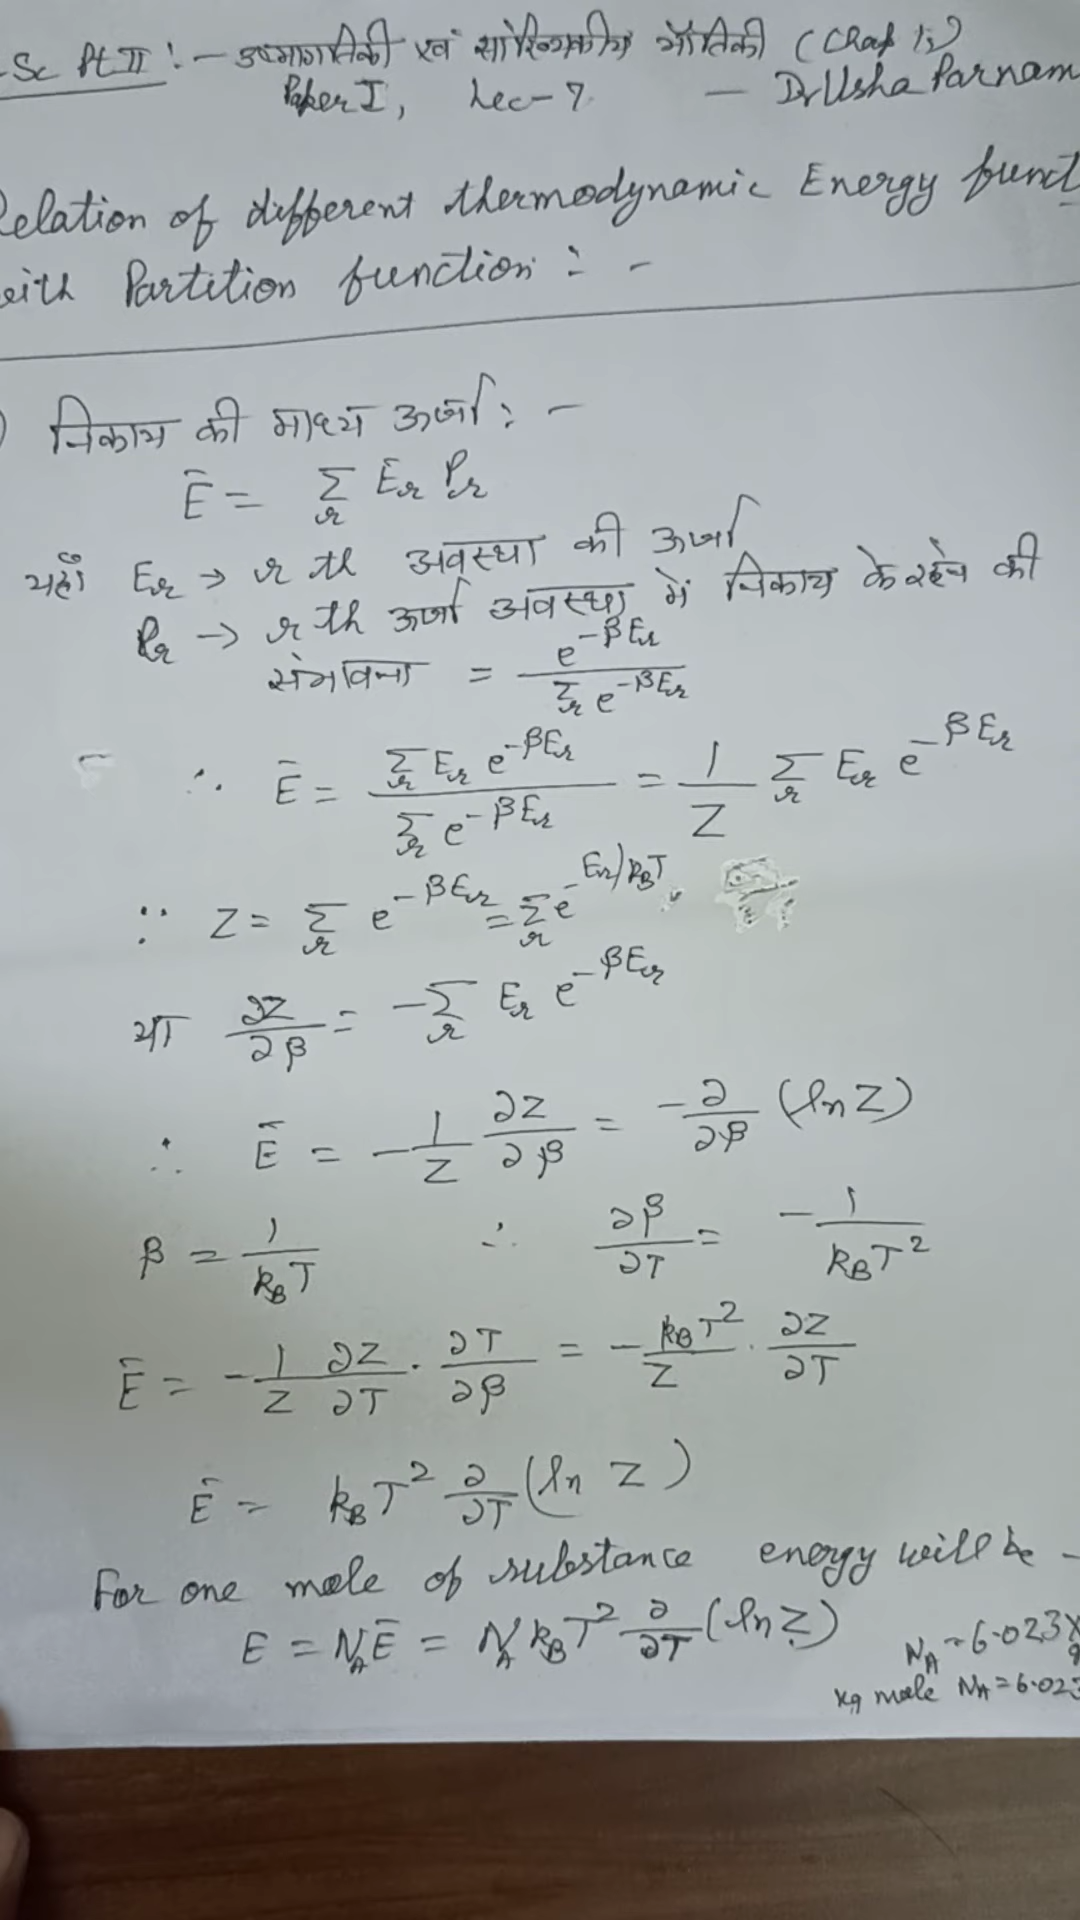 Sc Pt II :- उष्मागतिकी एवं सांख्यिकीय भौतिकी (Chap 13)
Paper I, Lec-7 - Dr Usha Parnam
Relation of different thermodynamic Energy funct
with Partition function :-
निकाय की माध्य ऊर्जा :-
Ē = Σ_r E_r P_r
यहाँ E_r → r th अवस्था की ऊर्जा
P_r → r th ऊर्जा अवस्था में निकाय के रहने की
संभावना = e^{-βE_r} / Σ_r e^{-βE_r}
∴ Ē = Σ_r E_r e^{-βE_r} / Σ_r e^{-βE_r} = 1/Z Σ_r E_r e^{-βE_r}
∵ Z = Σ_r e^{-βE_r} = Σ_r e^{-E_r/k_BT}
या ∂Z/∂β = -Σ_r E_r e^{-βE_r}
∴ Ē = -1/Z ∂Z/∂β = -∂/∂β (ln Z)
β = 1/k_BT ∴ ∂β/∂T = -1/k_BT²
Ē = -1/Z ∂Z/∂T · ∂T/∂β = -k_BT²/Z · ∂Z/∂T
Ē = k_BT² ∂/∂T (ln Z)
For one mole of substance energy will be -
E = N_A Ē = N_A k_BT² ∂/∂T (ln Z)
N_A = 6.023×
kg mole N_A = 6.023